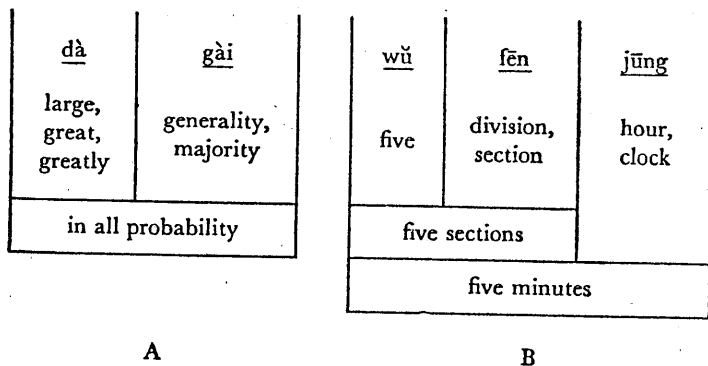 dà
large,
great,
greatly
gài
generality,
majority
in all probability
A
wŭ
five
fēn
division,
section
jūng
hour,
clock
five sections
five minutes
B